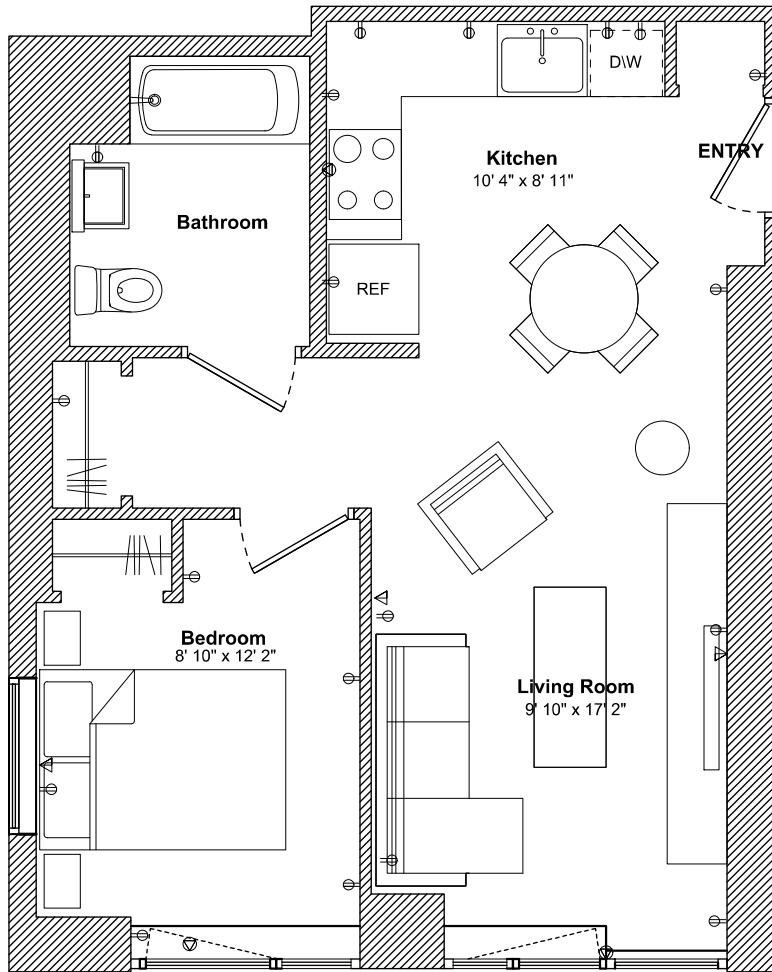 D\W
Kitchen
10' 4" x 8' 11"
ENTRY
Bathroom
REF
Bedroom
8' 10" x 12' 2"
Living Room
9' 10" x 17' 2"